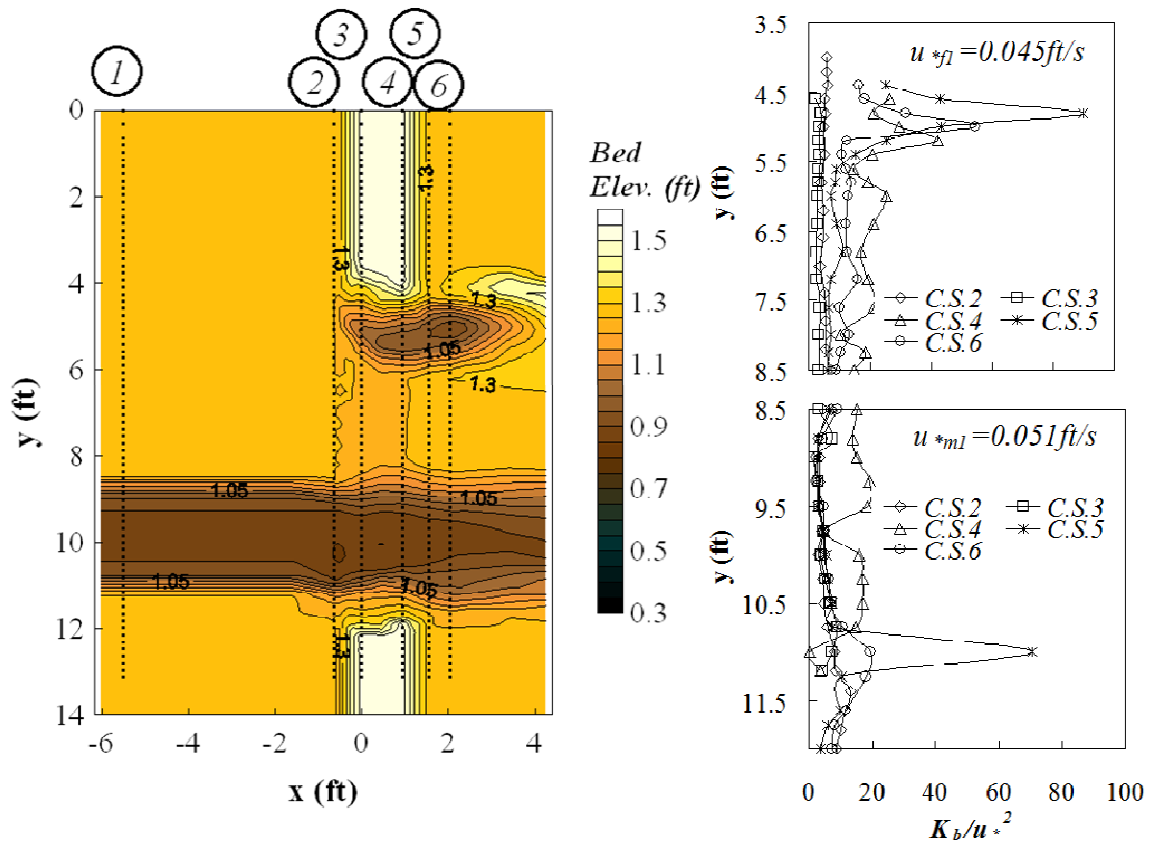 1
2
3
4
5
6
0
2
4
6
8
10
12
14
y (ft)
-6
-4
-2
0
2
4
x (ft)
1.3
1.3
1.3
1.05
1.3
1.05
1.05
1.05
1.05
1.3
Bed
Elev. (ft)
1.5
1.3
1.1
0.9
0.7
0.5
0.3
3.5
4.5
5.5
6.5
7.5
8.5
y (ft)
u*f1=0.045ft/s
C.S.2
C.S.3
C.S.4
C.S.5
C.S.6
8.5
9.5
10.5
11.5
y (ft)
u*m1=0.051ft/s
C.S.2
C.S.3
C.S.4
C.S.5
C.S.6
0
20
40
60
80
100
Kb/u*²